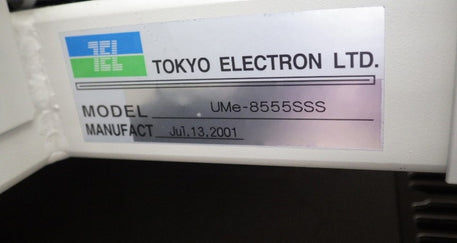 TEL TOKYO ELECTRON LTD.
MODEL UMe-8555SSS
MANUFACT Jul.13.2001